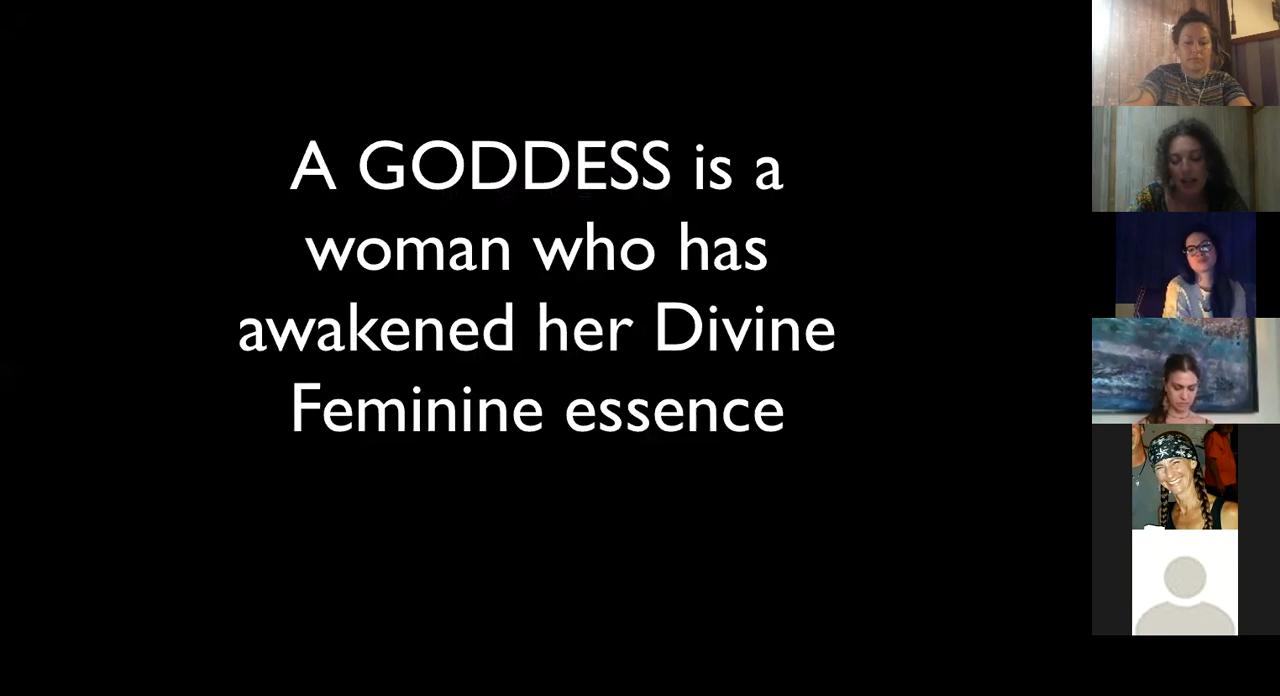 A GODDESS is a
woman who has
awakened her Divine
Feminine essence